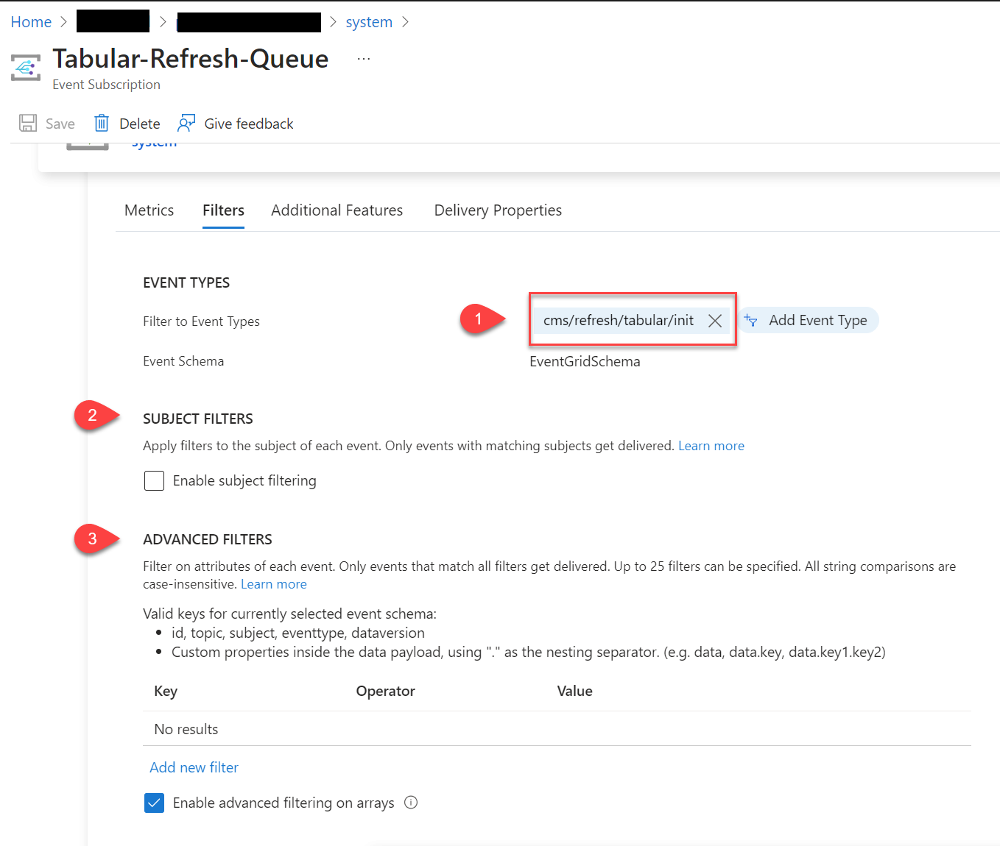 Home > > > system >
Tabular-Refresh-Queue ...
Event Subscription
Save Delete Give feedback
system
Metrics Filters Additional Features Delivery Properties
EVENT TYPES
Filter to Event Types 1 cms/refresh/tabular/init Add Event Type
Event Schema EventGridSchema
2 SUBJECT FILTERS
Apply filters to the subject of each event. Only events with matching subjects get delivered. Learn more
Enable subject filtering
3 ADVANCED FILTERS
Filter on attributes of each event. Only events that match all filters get delivered. Up to 25 filters can be specified. All string comparisons are
case-insensitive. Learn more
Valid keys for currently selected event schema:
• id, topic, subject, eventtype, dataversion
• Custom properties inside the data payload, using "." as the nesting separator. (e.g. data, data.key, data.key1.key2)
Key Operator Value
No results
Add new filter
Enable advanced filtering on arrays